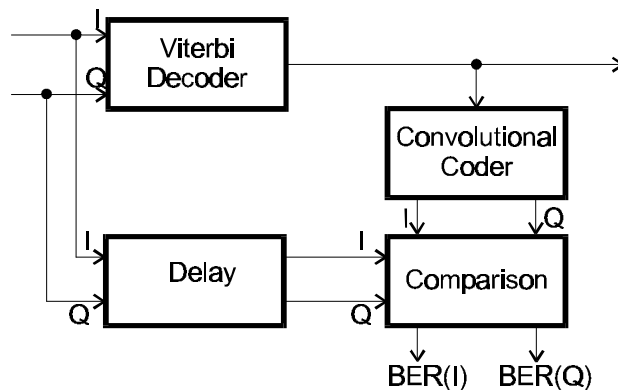 I
Q
Viterbi
Decoder
Convolutional
Coder
I
Q
I
Q
Delay
I
Q
Comparison
BER(I)
BER(Q)